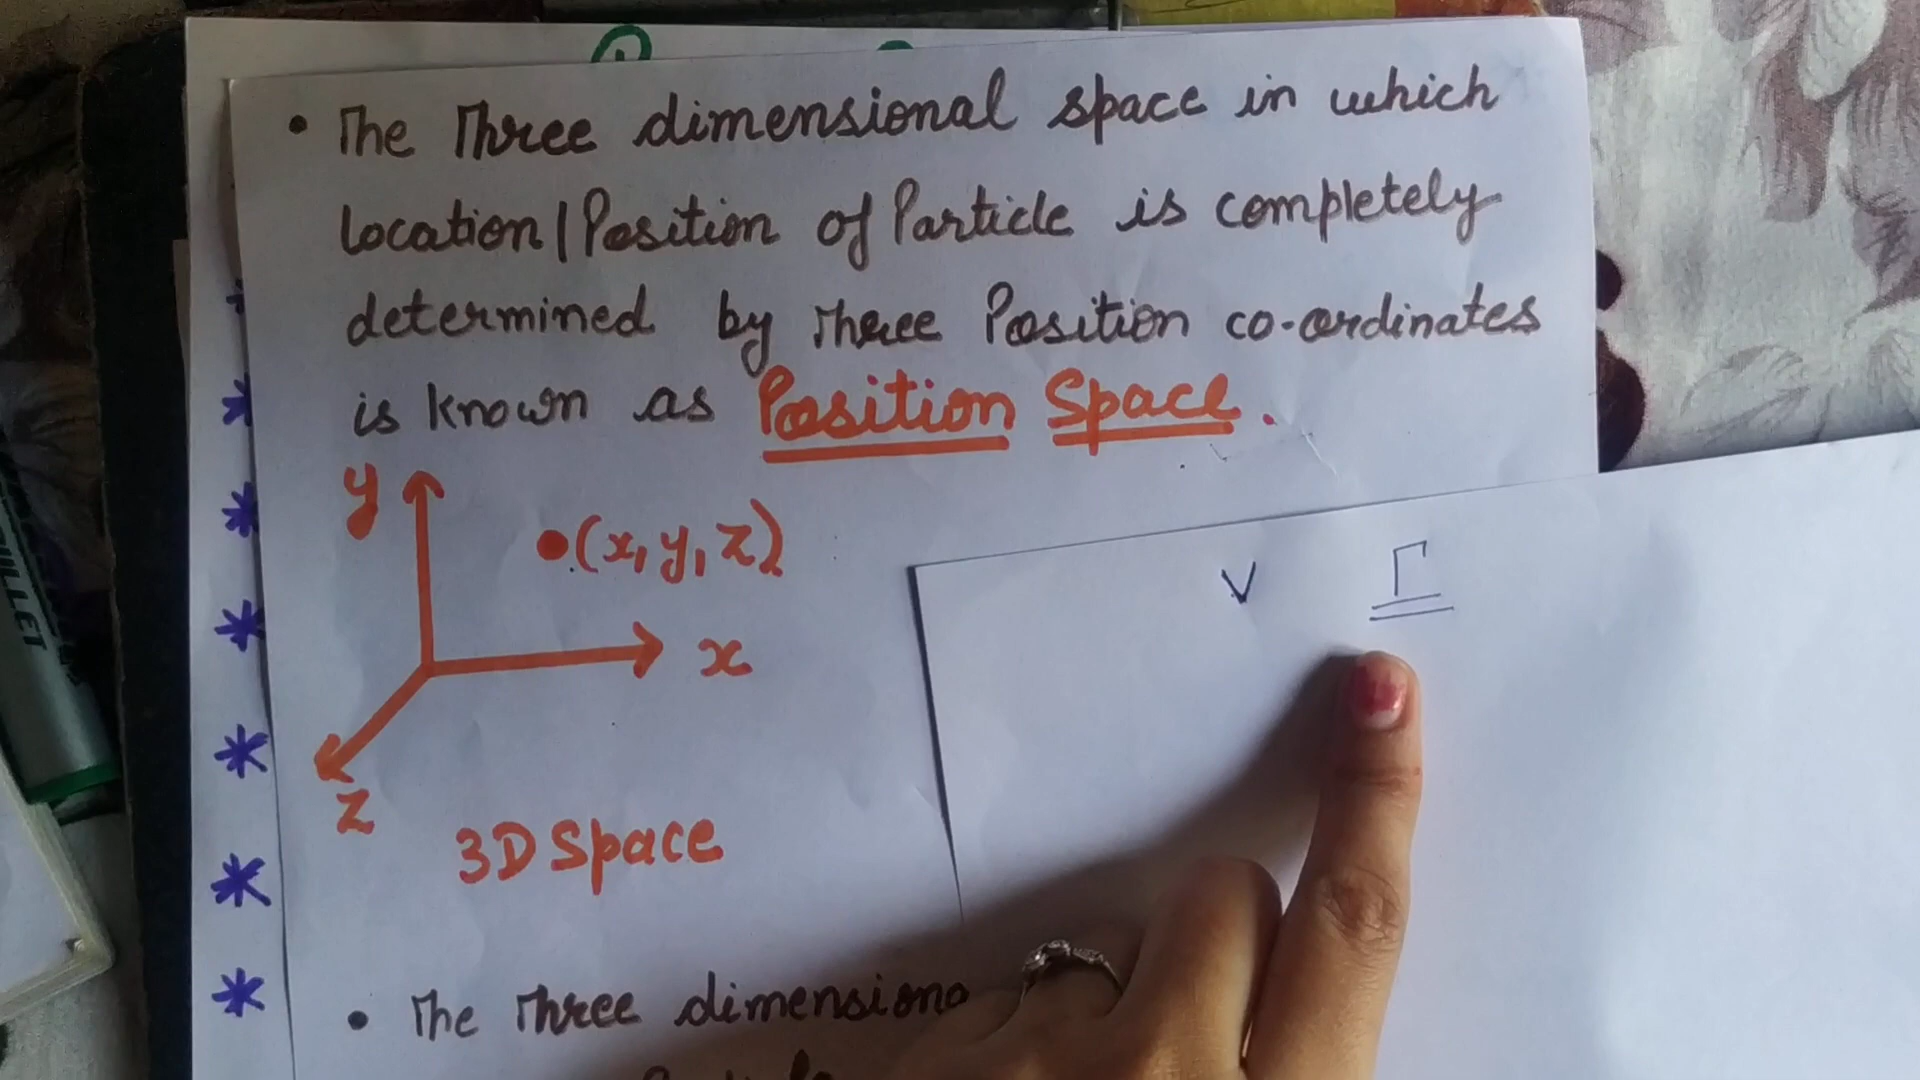 • The Three dimensional space in which
location/Position of Particle is completely
determined by three Position co-ordinates
is known as Position Space.
y
•(x, y, z)
x
z
3D Space
V Γ
• The Three dimensiona
LLET